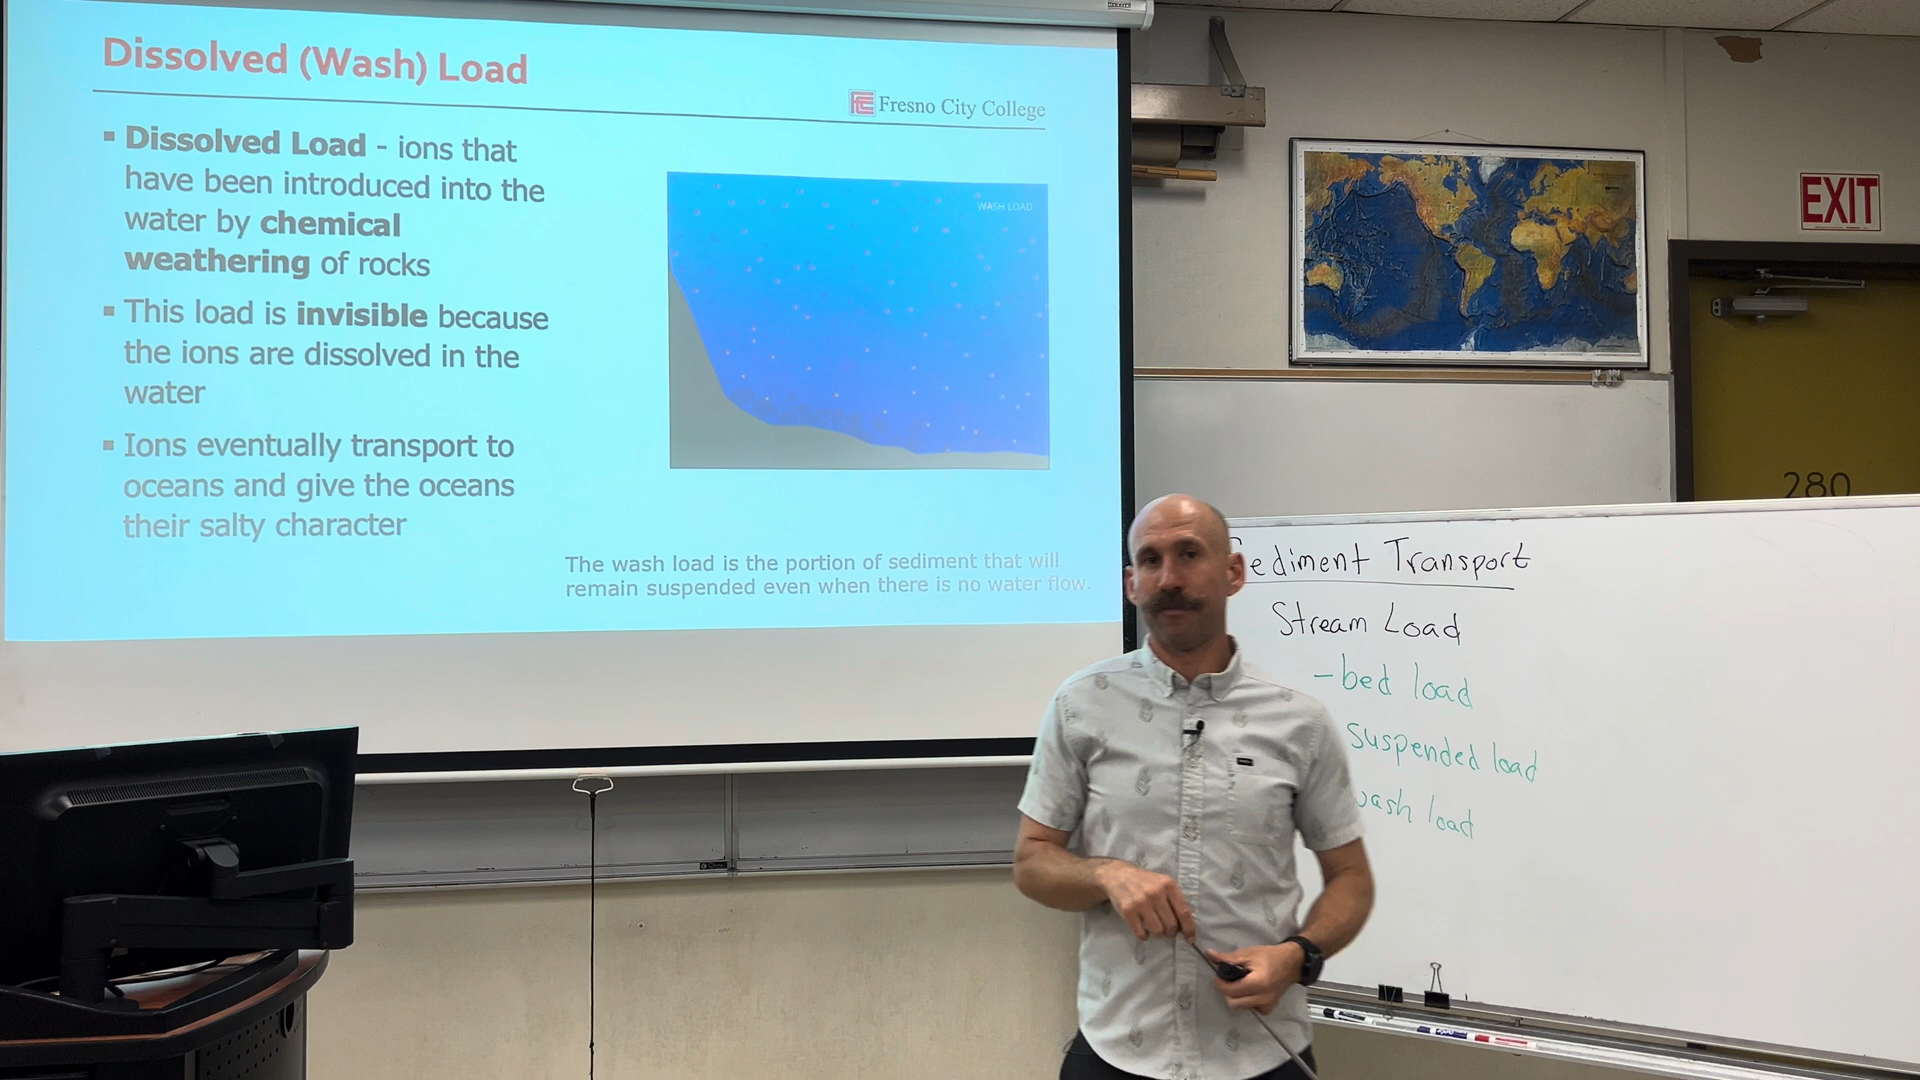 Dissolved (Wash) Load
Fresno City College
▪ Dissolved Load - ions that
have been introduced into the
water by chemical
weathering of rocks
▪ This load is invisible because
the ions are dissolved in the
water
▪ Ions eventually transport to
oceans and give the oceans
their salty character
WASH LOAD
The wash load is the portion of sediment that will
remain suspended even when there is no water flow.
EXIT
280
Sediment Transport
Stream Load
-bed load
suspended load
wash load